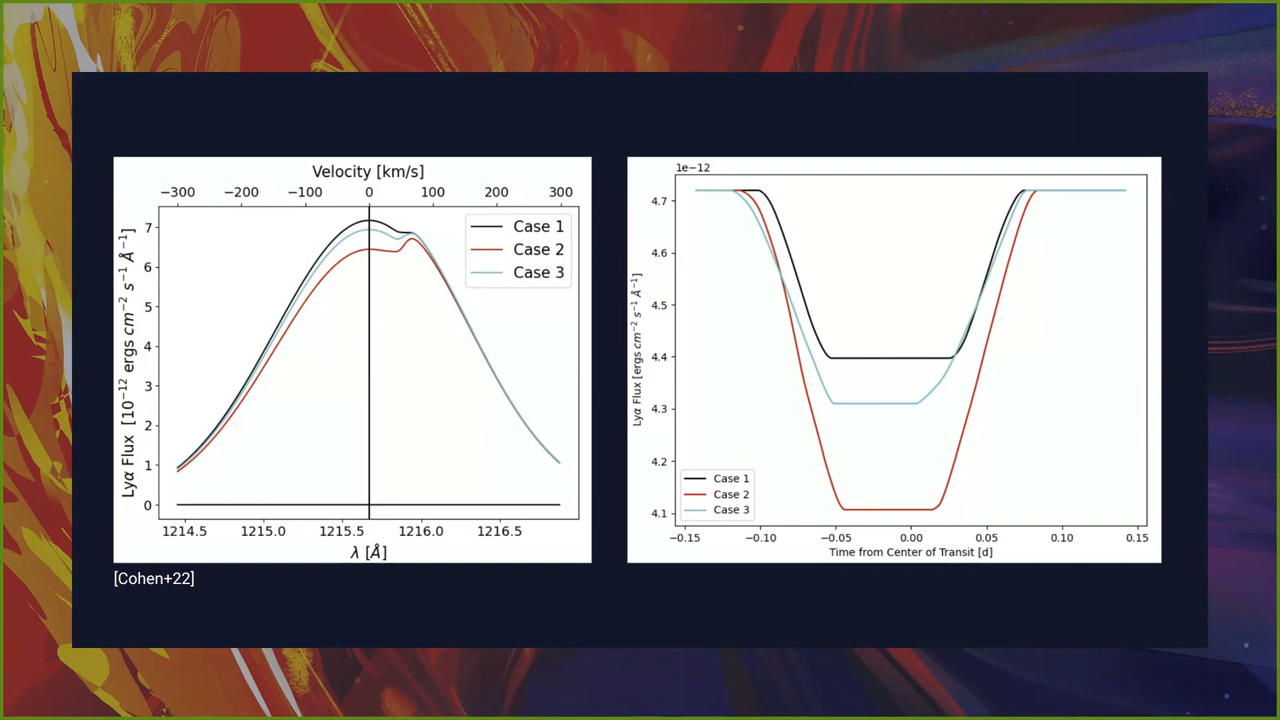 Velocity [km/s]
−300 −200 −100 0 100 200 300
Lyα Flux [10⁻¹² ergs cm⁻² s⁻¹ Å⁻¹]
7
6
5
4
3
2
1
0
Case 1
Case 2
Case 3
1214.5 1215.0 1215.5 1216.0 1216.5
λ [Å]
1e−12
Lyα Flux [ergs cm⁻² s⁻¹ Å⁻¹]
4.7
4.6
4.5
4.4
4.3
4.2
4.1
Case 1
Case 2
Case 3
−0.15 −0.10 −0.05 0.00 0.05 0.10 0.15
Time from Center of Transit [d]
[Cohen+22]